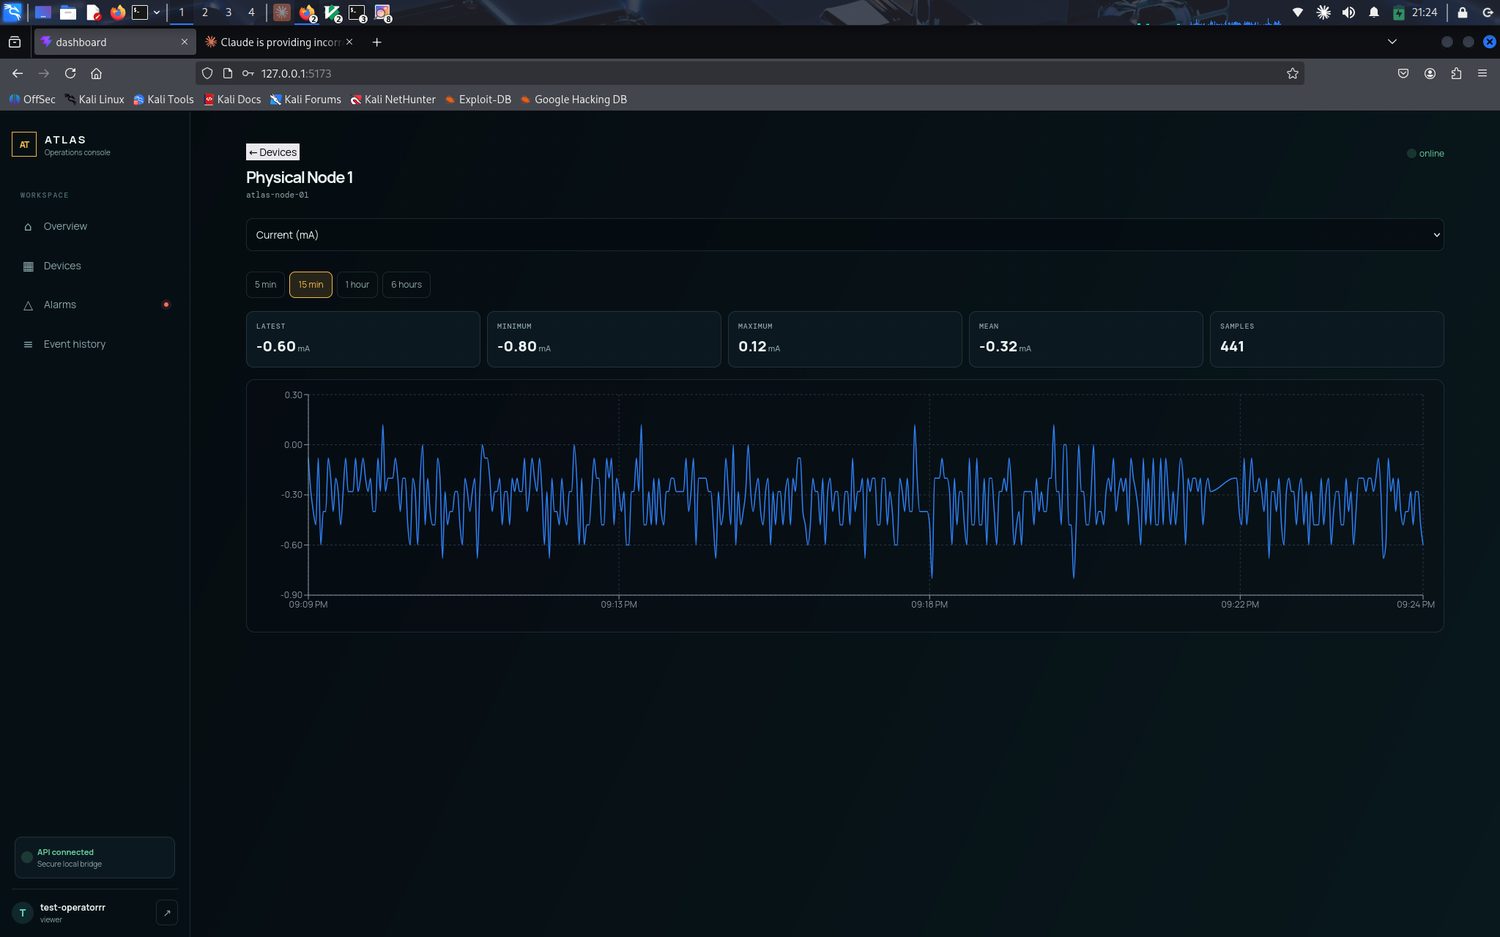 1 2 3 4
2 2 3 8
21:24
dashboard
Claude is providing incorr
127.0.0.1:5173
OffSec Kali Linux Kali Tools Kali Docs Kali Forums Kali NetHunter Exploit-DB Google Hacking DB
AT
ATLAS
Operations console
WORKSPACE
Overview
Devices
Alarms
Event history
API connected
Secure local bridge
T
test-operatorrr
viewer
← Devices
online
Physical Node 1
atlas-node-01
Current (mA)
5 min 15 min 1 hour 6 hours
LATEST
-0.60 mA
MINIMUM
-0.80 mA
MAXIMUM
0.12 mA
MEAN
-0.32 mA
SAMPLES
441
0.30
0.00
-0.30
-0.60
-0.90
09:09 PM 09:13 PM 09:18 PM 09:22 PM 09:24 PM